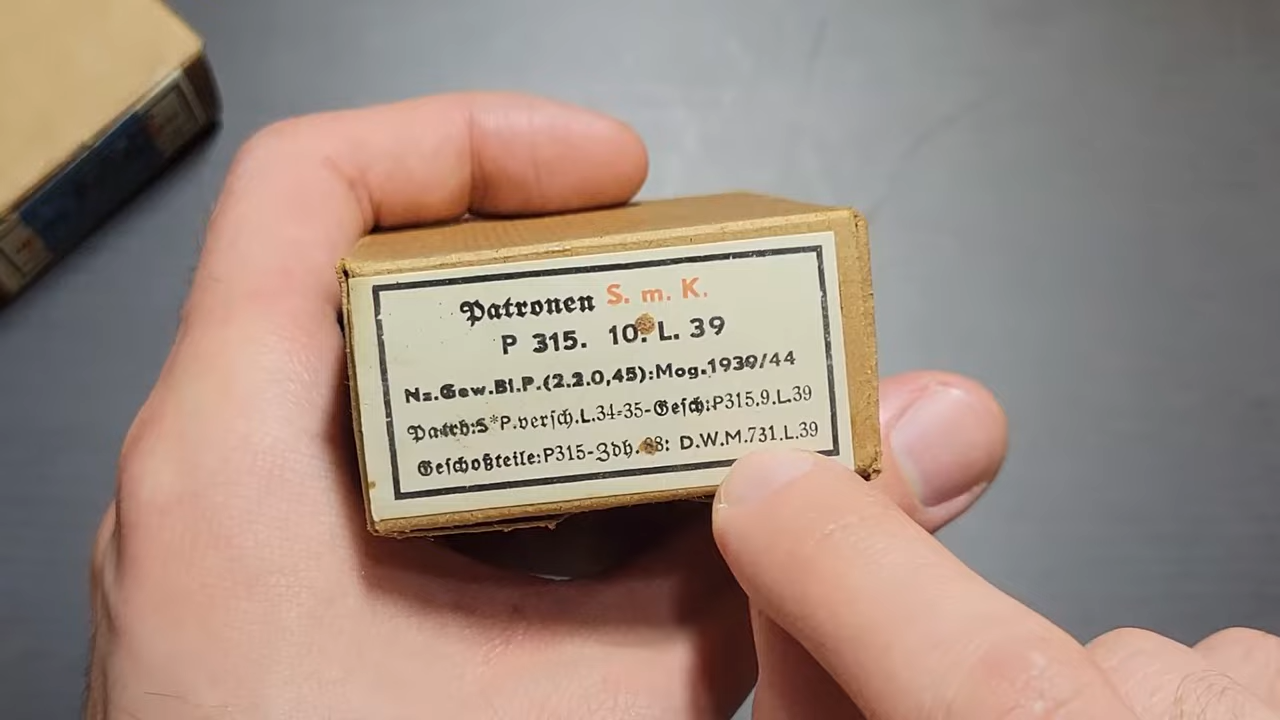 Patronen S. m. K.
P 315. 10. L. 39
Nz.Gew.Bl.P.(2.2.0,45):Mog.1939/44
Patrh:S*P.verſch.L.34-35-Geſch:P315.9.L.39
Geſchoßteile:P315-Zdh. 88: D.W.M.731.L.39